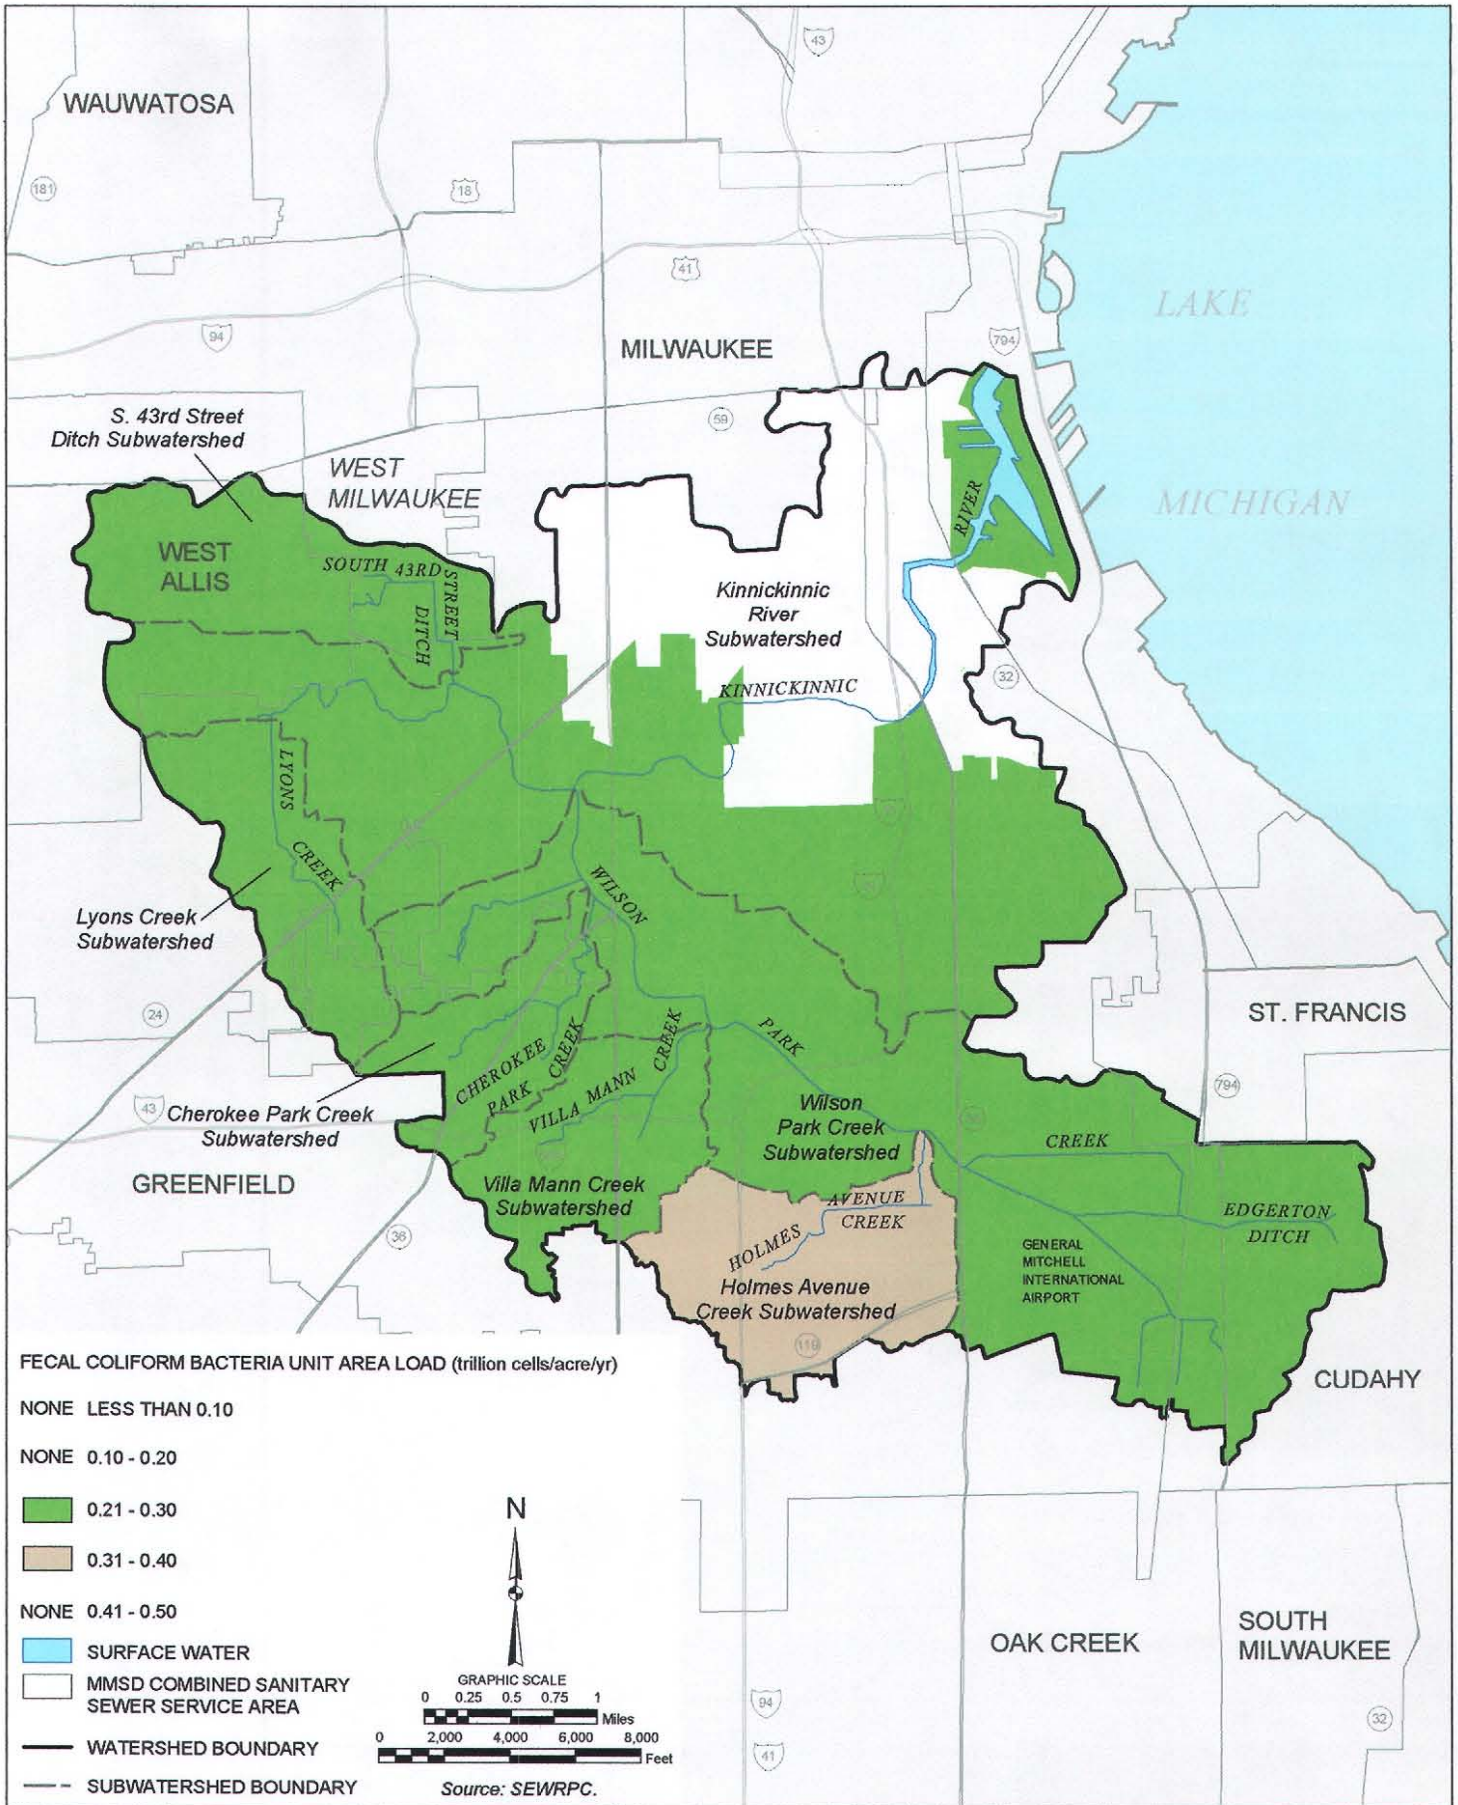 43
WAUWATOSA
181
18
41
LAKE
94
794
MILWAUKEE
S. 43rd Street
Ditch Subwatershed
59
WEST
MILWAUKEE
MICHIGAN
RIVER
WEST
ALLIS
SOUTH 43RD
STREET
DITCH
Kinnickinnic
River
Subwatershed
32
KINNICKINNIC
LYONS
CREEK
WILSON
Lyons Creek
Subwatershed
24
ST. FRANCIS
PARK
CREEK
CHEROKEE
PARK
CREEK
VILLA MANN
794
43
Cherokee Park Creek
Subwatershed
Wilson
Park Creek
Subwatershed
CREEK
GREENFIELD
Villa Mann Creek
Subwatershed
AVENUE
CREEK
HOLMES
EDGERTON
DITCH
36
GENERAL
MITCHELL
INTERNATIONAL
AIRPORT
Holmes Avenue
Creek Subwatershed
119
CUDAHY
FECAL COLIFORM BACTERIA UNIT AREA LOAD (trillion cells/acre/yr)
NONE LESS THAN 0.10
NONE 0.10 - 0.20
0.21 - 0.30
0.31 - 0.40
NONE 0.41 - 0.50
SURFACE WATER
MMSD COMBINED SANITARY
SEWER SERVICE AREA
WATERSHED BOUNDARY
SUBWATERSHED BOUNDARY
N
GRAPHIC SCALE
0 0.25 0.5 0.75 1
Miles
0 2,000 4,000 6,000 8,000
Feet
Source: SEWRPC.
OAK CREEK
SOUTH
MILWAUKEE
94
41
32